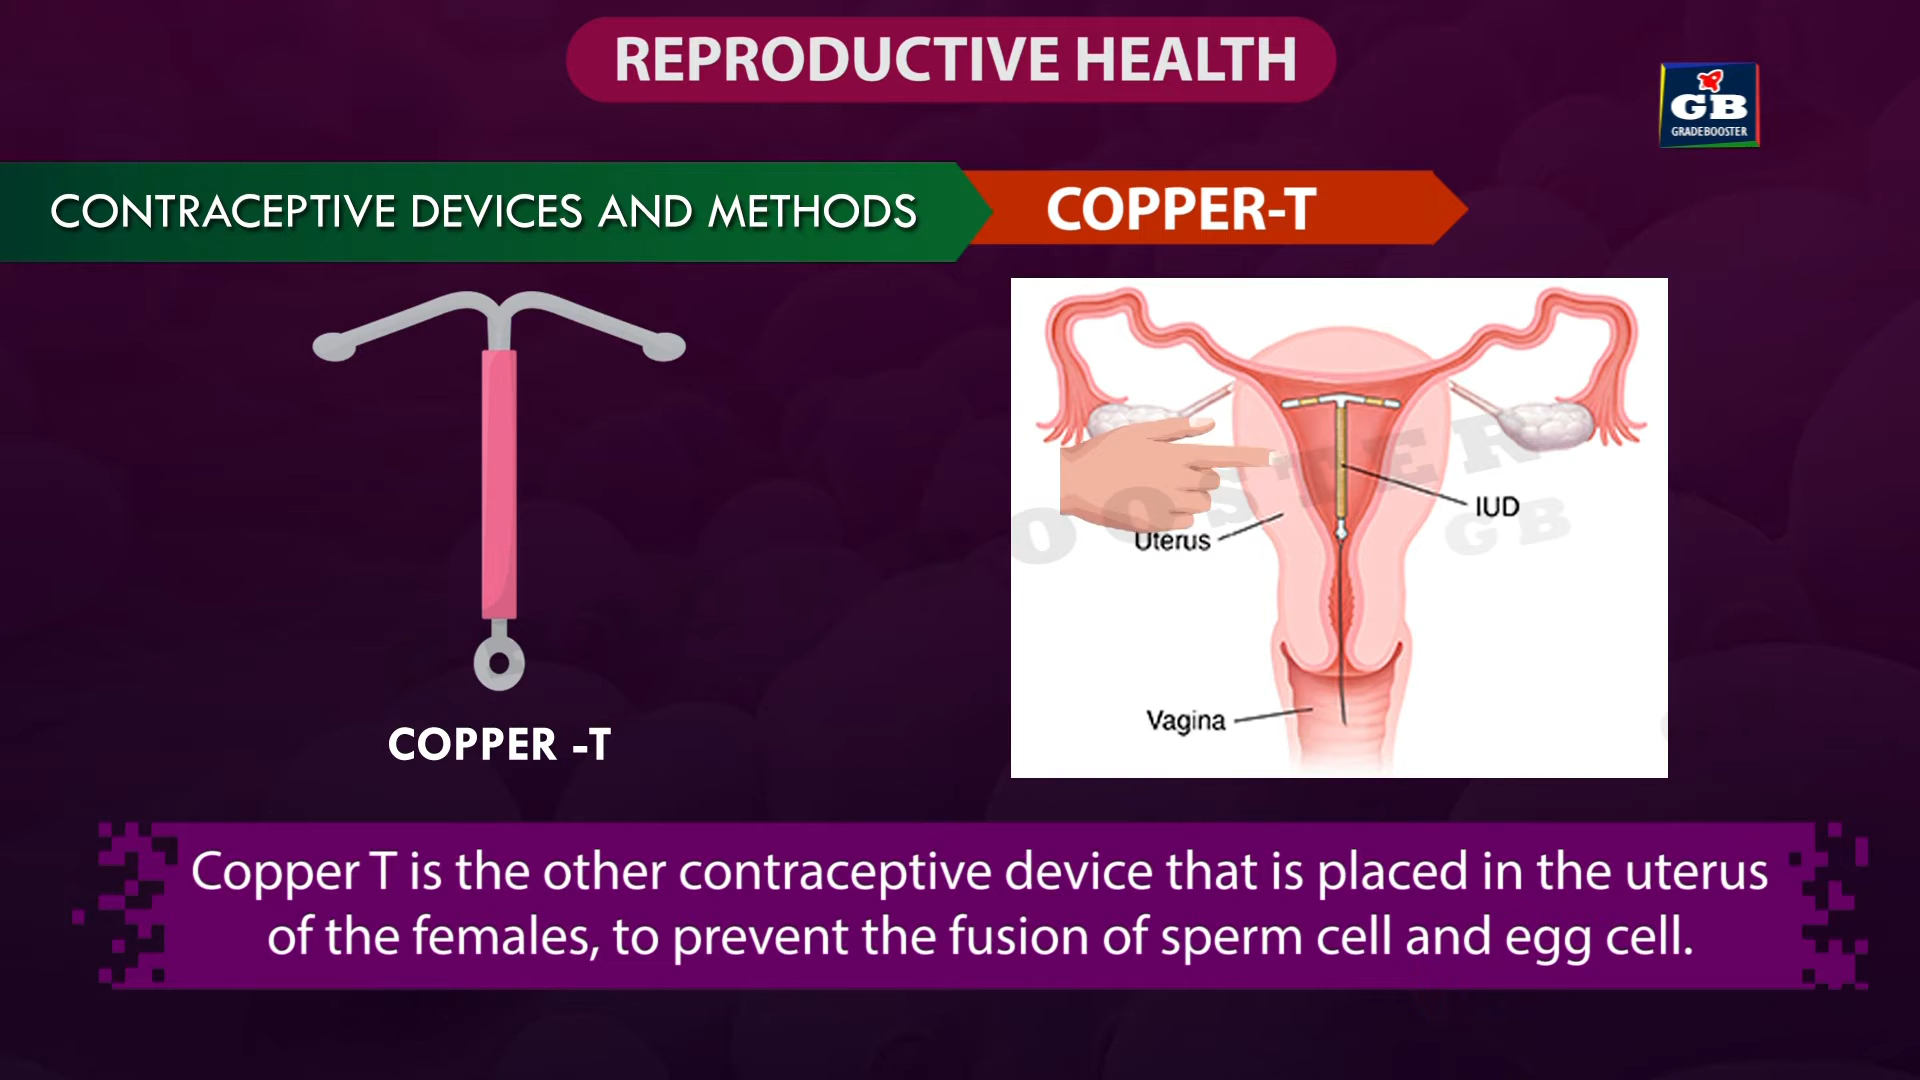 REPRODUCTIVE HEALTH
GB
GRADEBOOSTER
CONTRACEPTIVE DEVICES AND METHODS
COPPER-T
OOSTER
GB
IUD
Uterus
Vagina
COPPER -T
Copper T is the other contraceptive device that is placed in the uterus
of the females, to prevent the fusion of sperm cell and egg cell.